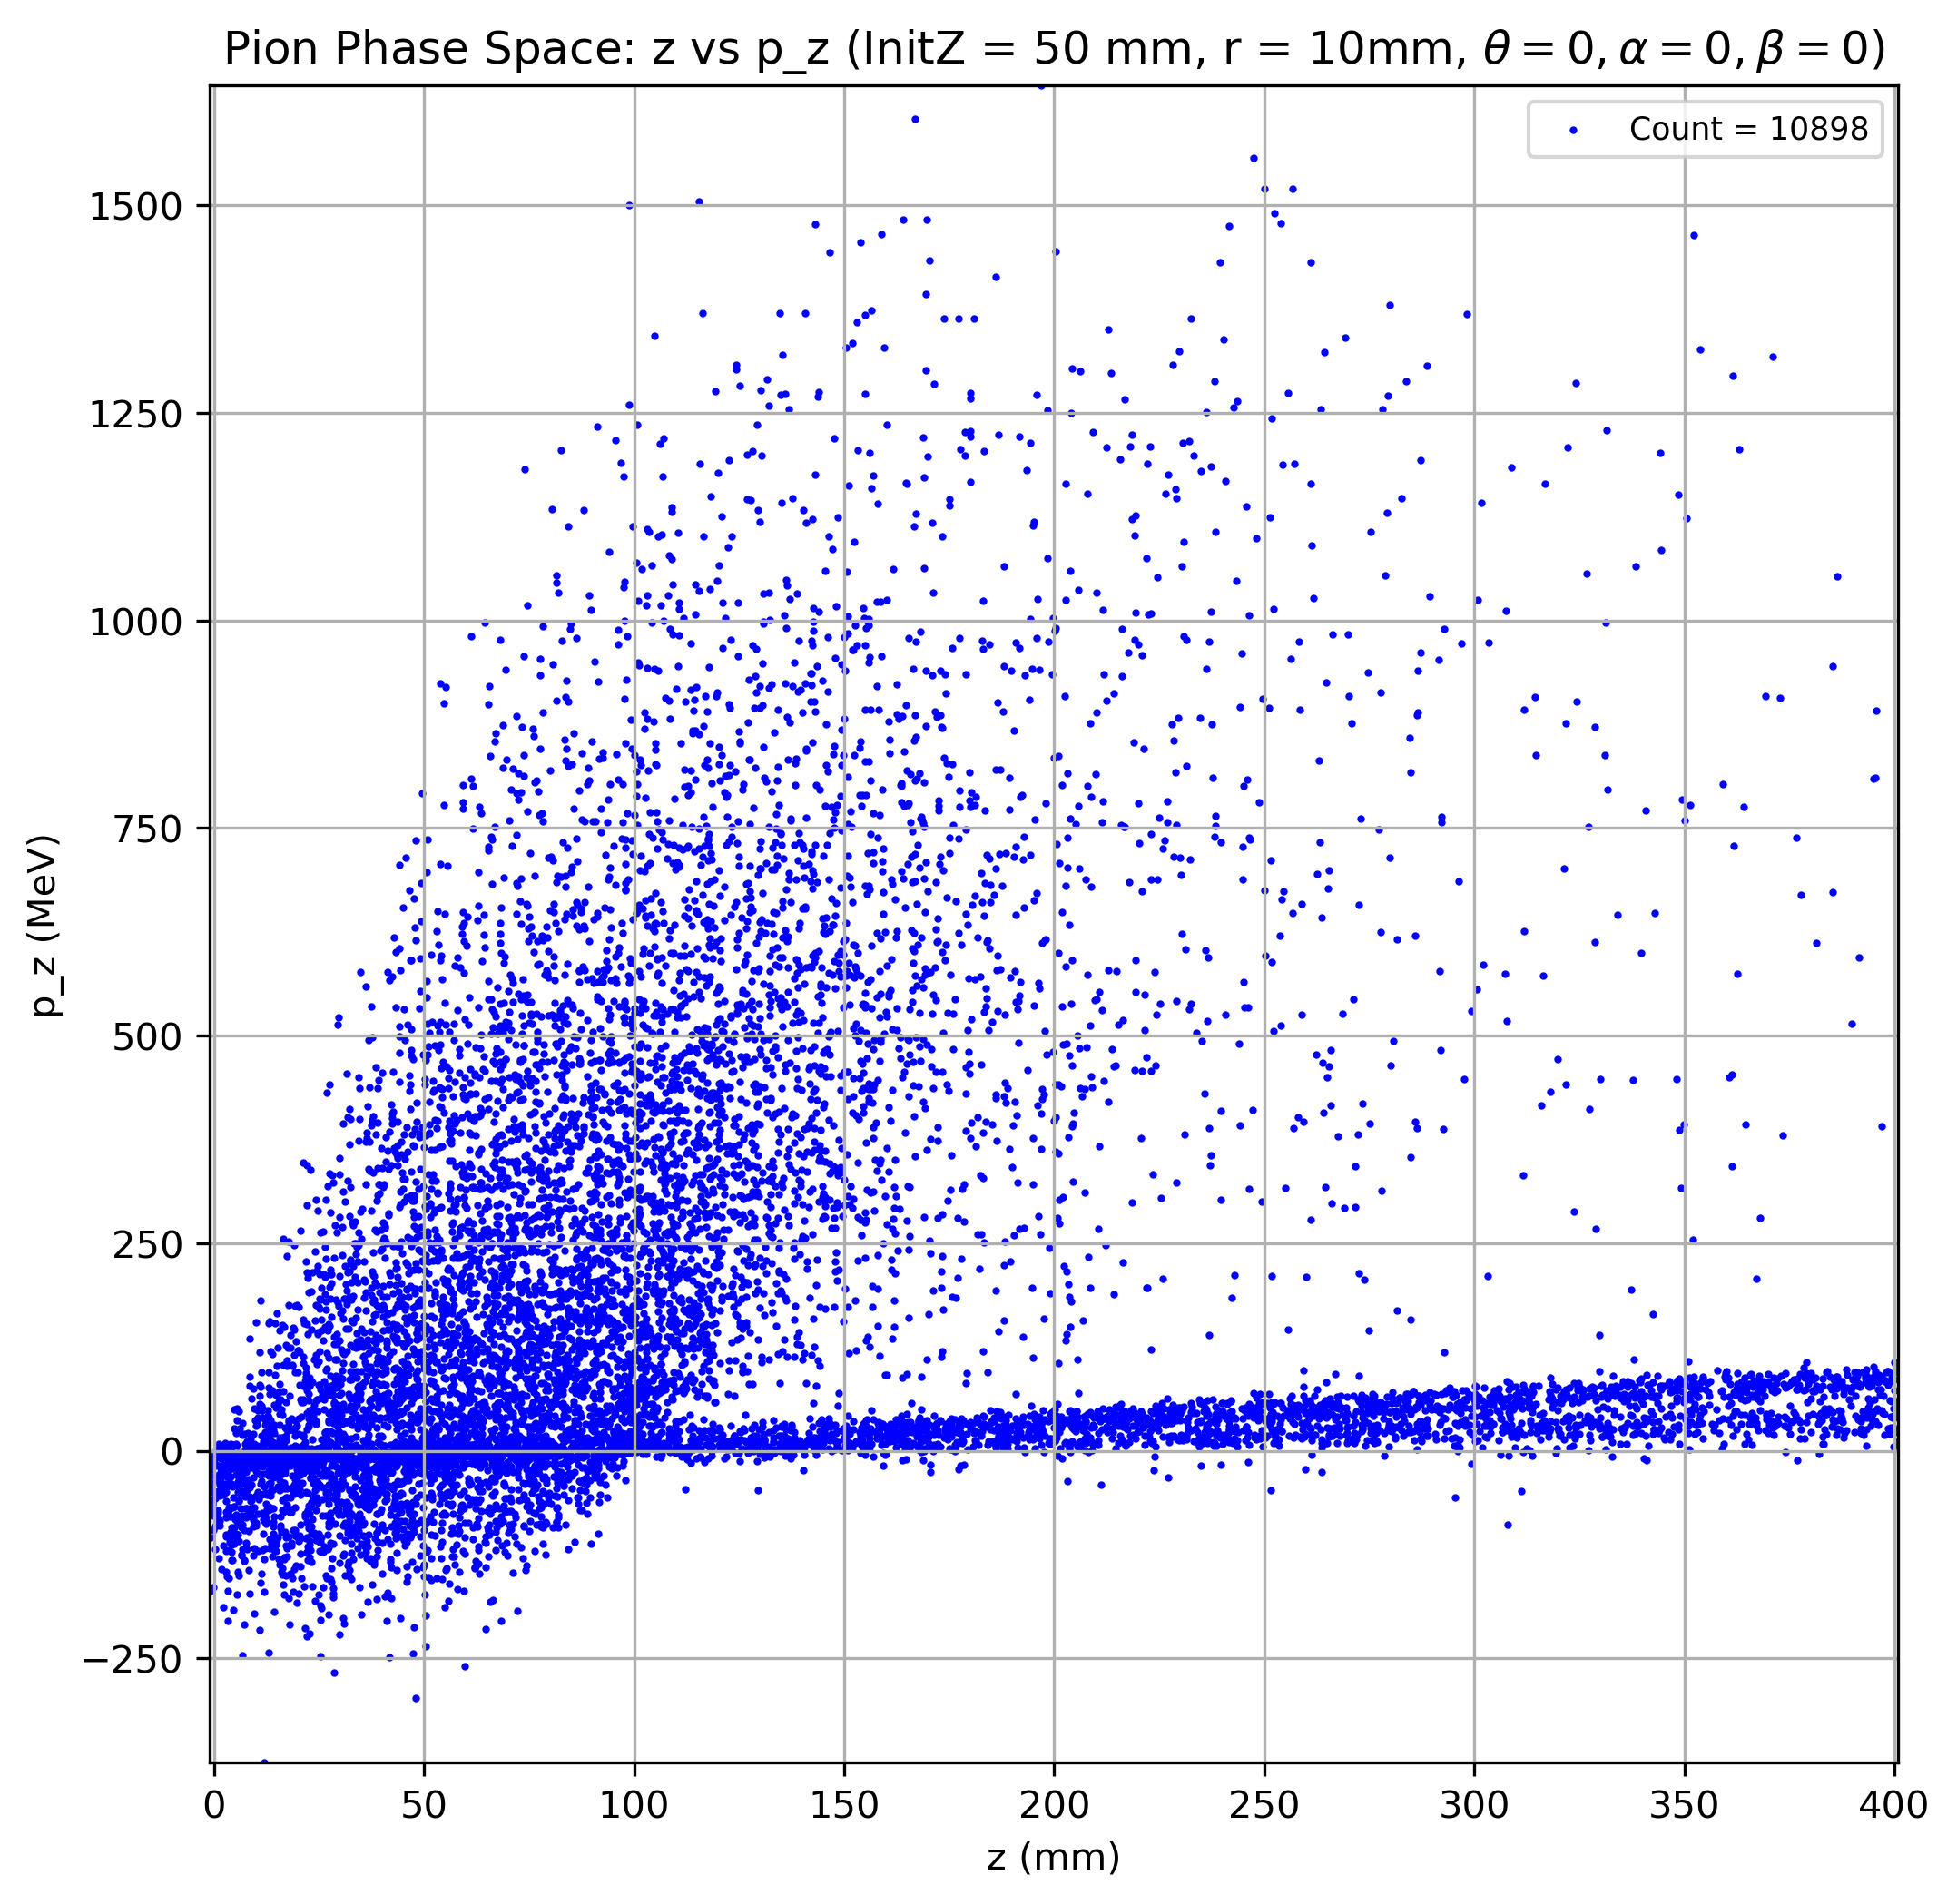 Pion Phase Space: z vs p_z (InitZ = 50 mm, r = 10mm, θ = 0, α = 0, β = 0)
Count = 10898
1500
1250
1000
750
500
250
0
−250
p_z (MeV)
0 50 100 150 200 250 300 350 400
z (mm)